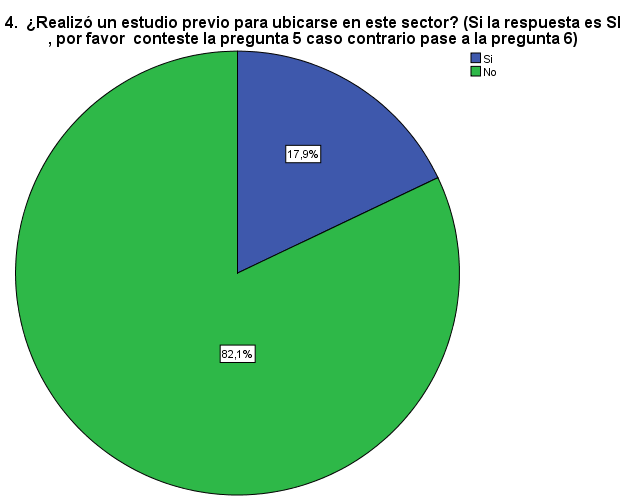 4. ¿Realizó un estudio previo para ubicarse en este sector? (Si la respuesta es SI
, por favor conteste la pregunta 5 caso contrario pase a la pregunta 6)
Si
No
17,9%
82,1%